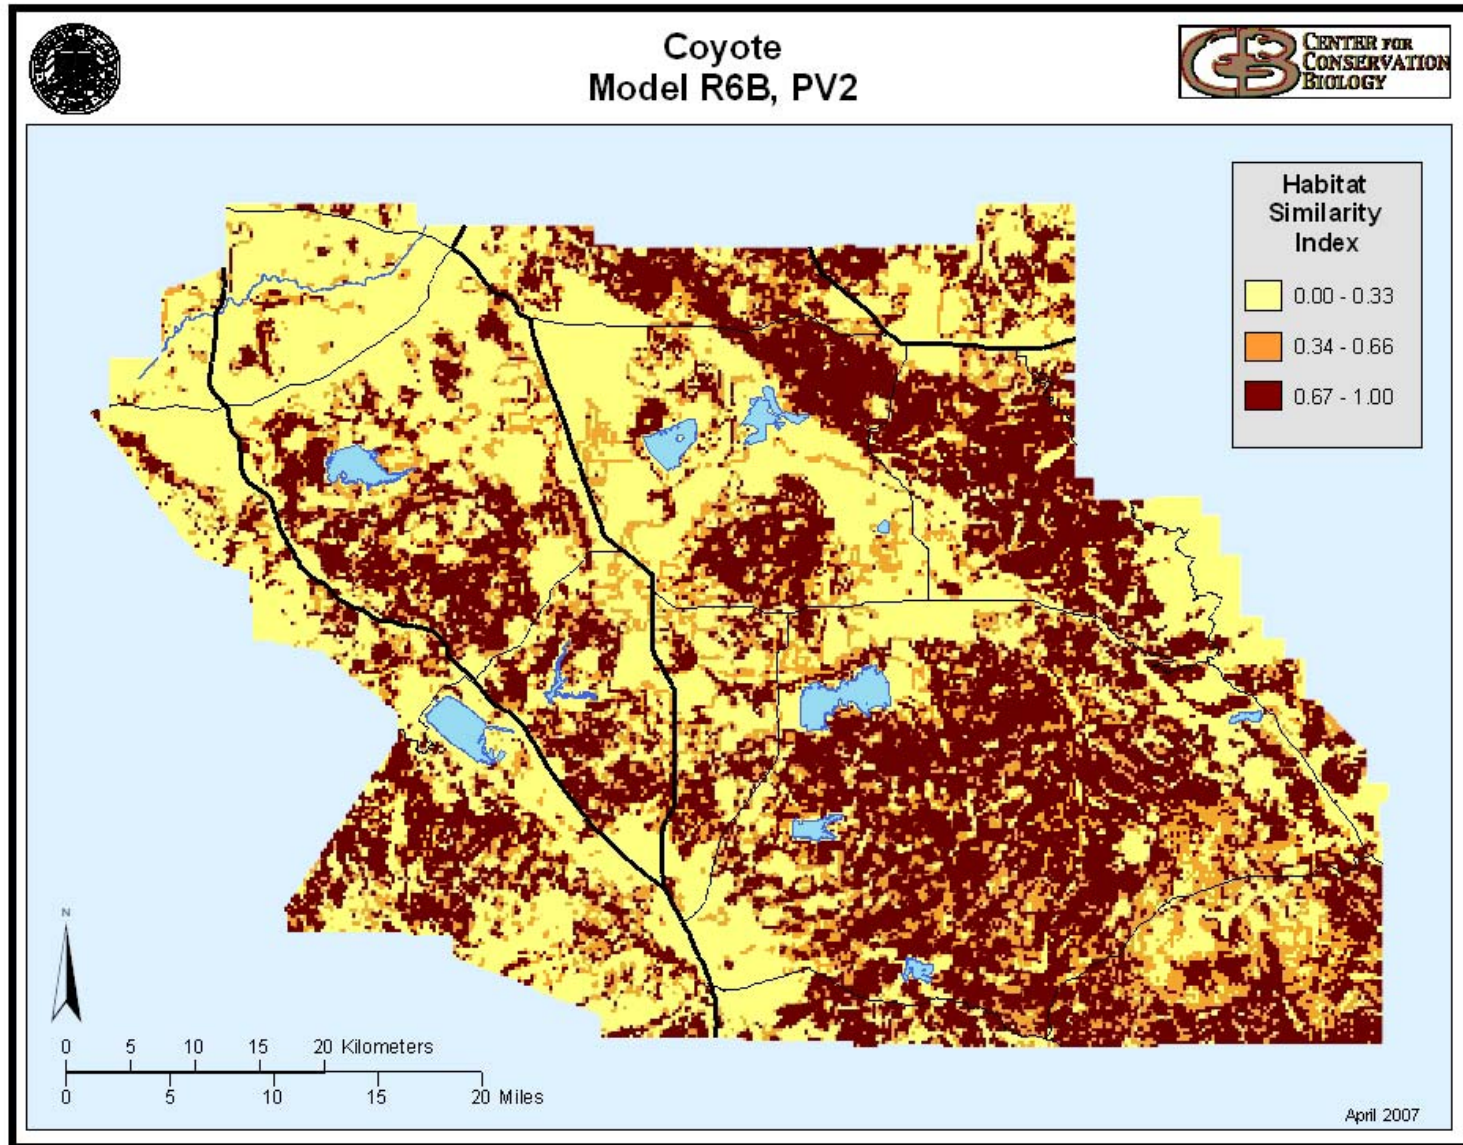 Coyote
Model R6B, PV2
CENTER FOR
CONSERVATION
BIOLOGY
Habitat
Similarity
Index
0.00 - 0.33
0.34 - 0.66
0.67 - 1.00
N
0 5 10 15 20 Kilometers
0 5 10 15 20 Miles
April 2007